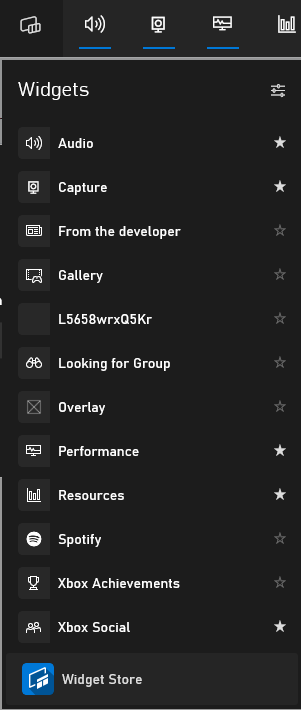 Widgets
Audio
Capture
From the developer
Gallery
L5658wrxQ5Kr
Looking for Group
Overlay
Performance
Resources
Spotify
Xbox Achievements
Xbox Social
Widget Store